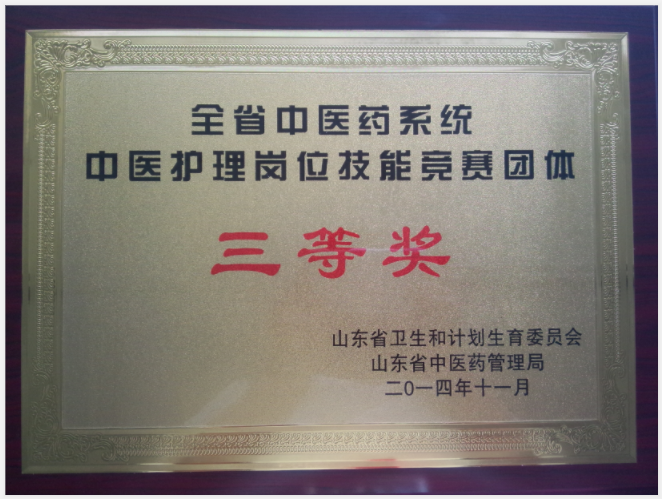 全省中医药系统
中医护理岗位技能竞赛团体
三等奖
山东省卫生和计划生育委员会
山东省中医药管理局
二0一四年十一月